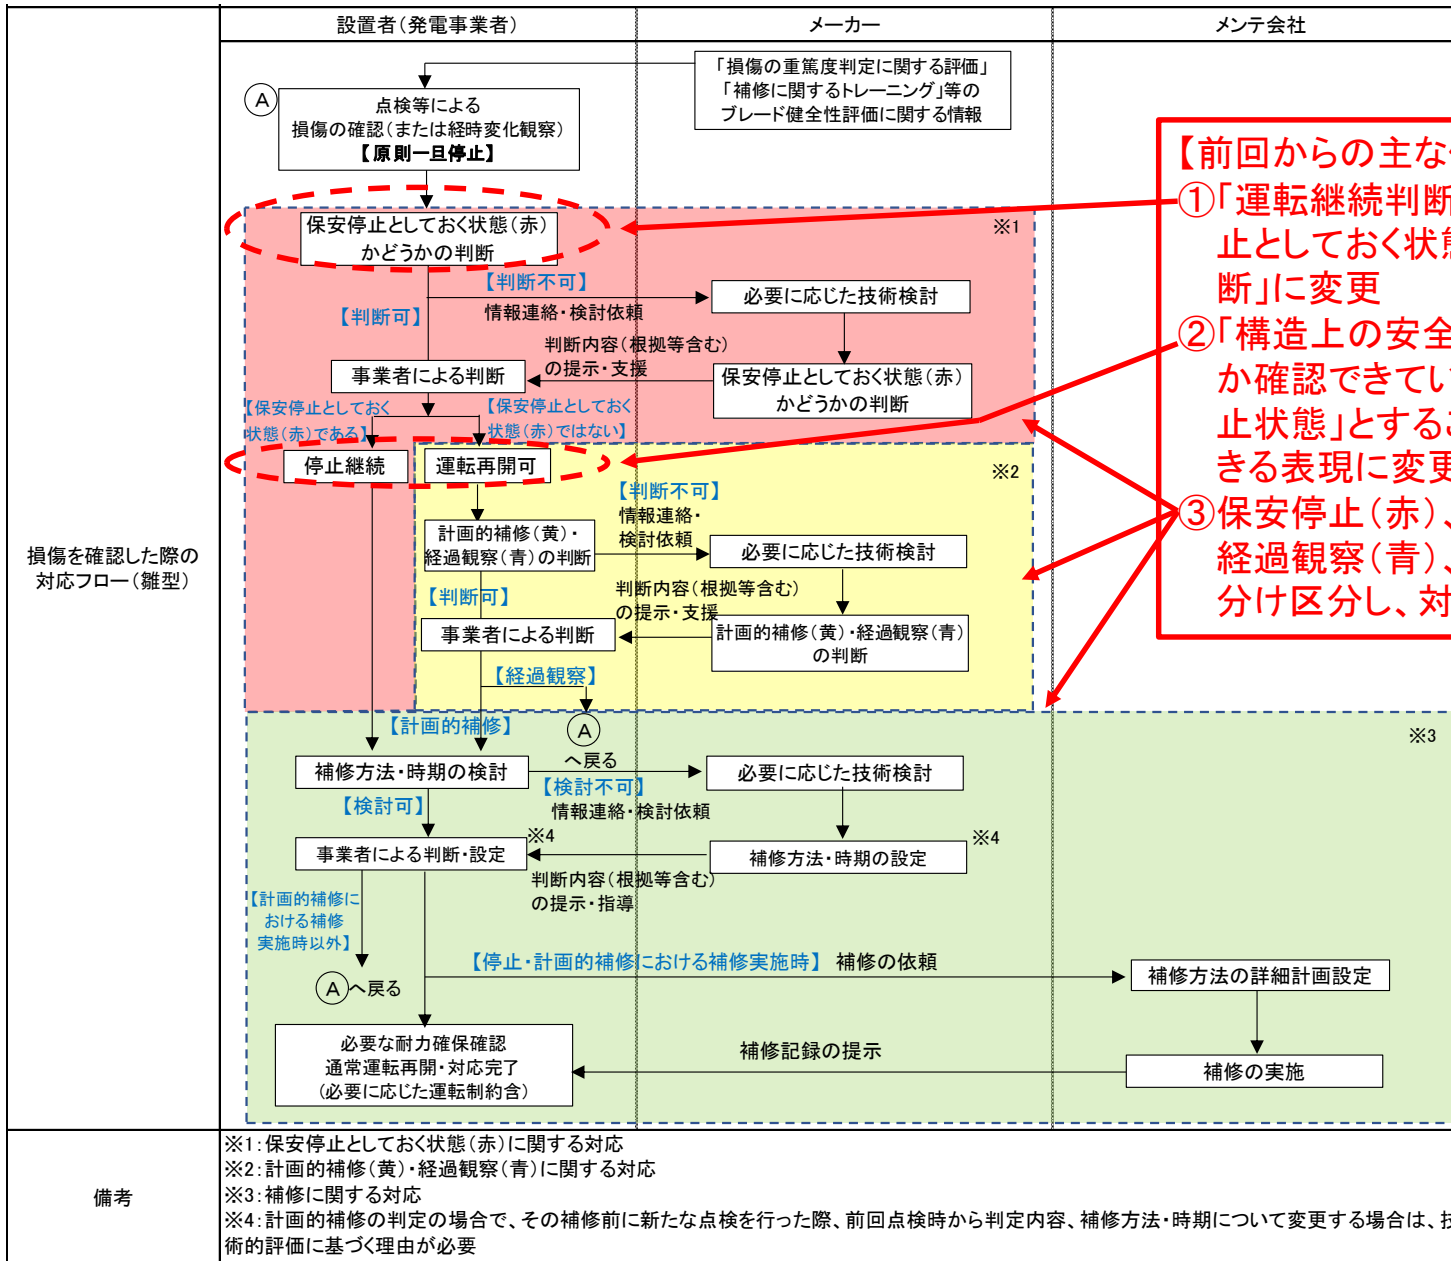 設置者(発電事業者)
メーカー
メンテ会社
損傷を確認した際の
対応フロー(雛型)
「損傷の重篤度判定に関する評価」
「補修に関するトレーニング」等の
ブレード健全性評価に関する情報
A
点検等による
損傷の確認(または経時変化観察)
【原則一旦停止】
保安停止としておく状態(赤)
かどうかの判断
※1
【判断不可】
情報連絡・検討依頼
必要に応じた技術検討
【判断可】
判断内容(根拠等含む)
の提示・支援
事業者による判断
保安停止としておく状態(赤)
かどうかの判断
【保安停止としておく
状態(赤)である】
【保安停止としておく
状態(赤)ではない】
停止継続
運転再開可
※2
【判断不可】
情報連絡・
検討依頼
計画的補修(黄)・
経過観察(青)の判断
必要に応じた技術検討
【判断可】
判断内容(根拠等含む)
の提示・支援
事業者による判断
計画的補修(黄)・経過観察(青)
の判断
【経過観察】
【計画的補修】
A
へ戻る
※3
補修方法・時期の検討
必要に応じた技術検討
【検討可】
【検討不可】
情報連絡・検討依頼
※4
※4
事業者による判断・設定
補修方法・時期の設定
判断内容(根拠等含む)
の提示・指導
【計画的補修に
おける補修
実施時以外】
A へ戻る
【停止・計画的補修における補修実施時】 補修の依頼
補修方法の詳細計画設定
必要な耐力確保確認
通常運転再開・対応完了
(必要に応じた運転制約含)
補修記録の提示
補修の実施
【前回からの主な
①「運転継続判断
止としておく状態
断」に変更
②「構造上の安全
か確認できてい
止状態」とするこ
きる表現に変更
③保安停止(赤)、
経過観察(青)、
分け区分し、対
備考
※1:保安停止としておく状態(赤)に関する対応
※2:計画的補修(黄)・経過観察(青)に関する対応
※3:補修に関する対応
※4:計画的補修の判定の場合で、その補修前に新たな点検を行った際、前回点検時から判定内容、補修方法・時期について変更する場合は、技
術的評価に基づく理由が必要